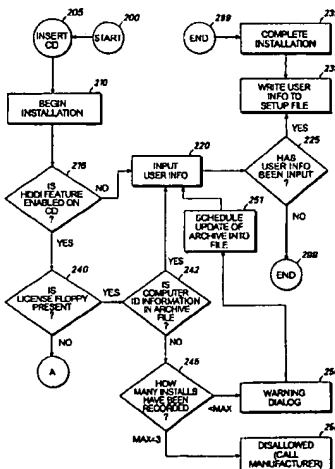 205
200
INSERT CD
START
210
BEGIN INSTALLATION
215
IS HDDI FEATURE ENABLED ON CD ?
NO
YES
240
IS LICENSE FLOPPY PRESENT ?
YES
NO
A
299
END
COMPLETE INSTALLATION
WRITE USER INFO TO SETUP FILE
YES
220
INPUT USER INFO
225
HAS USER INFO BEEN INPUT ?
NO
298
END
251
SCHEDULE UPDATE OF ARCHIVE INTO FILE
YES
242
IS COMPUTER ID INFORMATION IN ARCHIVE FILE ?
NO
245
HOW MANY INSTALLS HAVE BEEN RECORDED ?
<MAX
MAX<3
WARNING DIALOG
DISALLOWED (CALL MANUFACTURER)